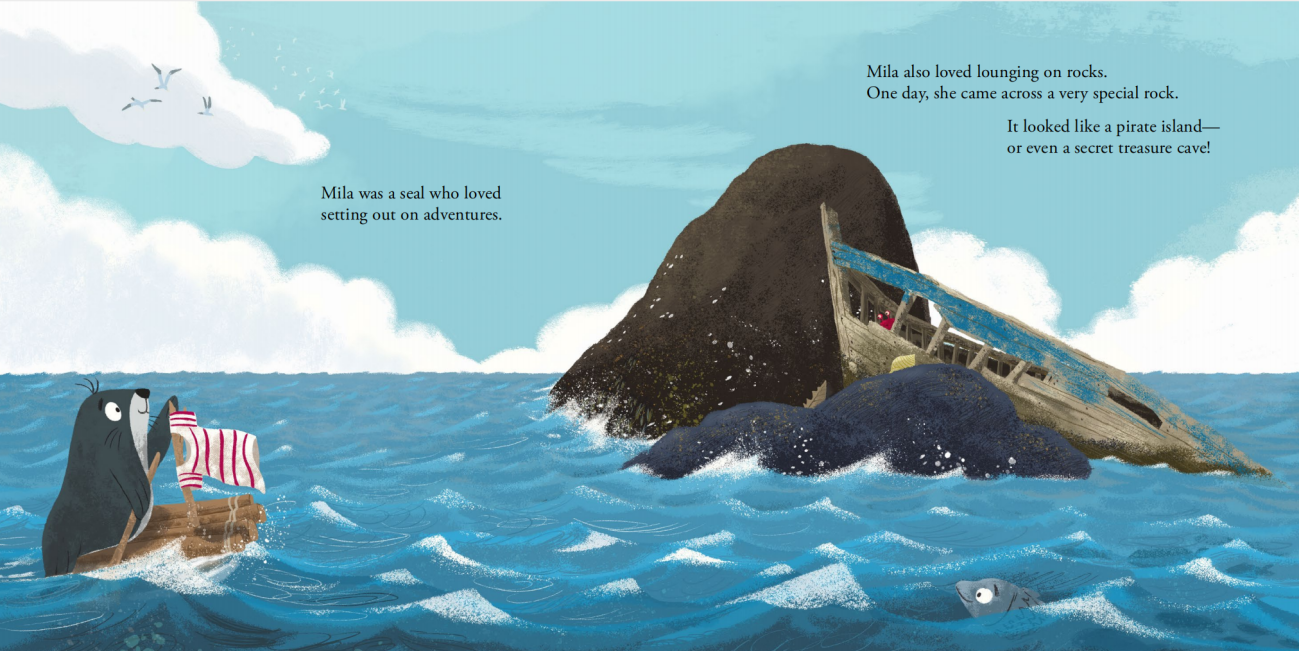 Mila was a seal who loved
setting out on adventures.
Mila also loved lounging on rocks.
One day, she came across a very special rock.
It looked like a pirate island—
or even a secret treasure cave!